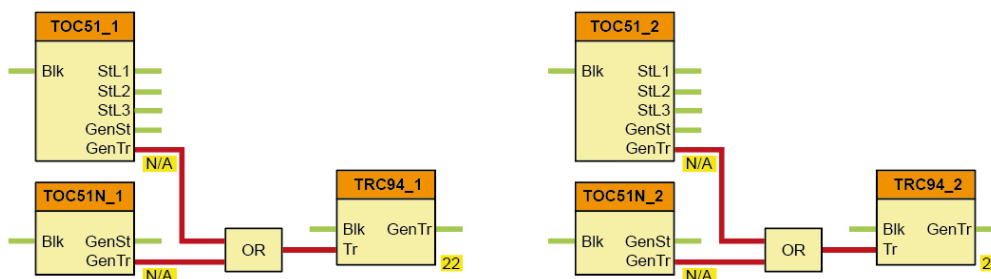 TOC51_1
Blk StL1
StL2
StL3
GenSt
GenTr
N/A
TOC51N_1
Blk GenSt
GenTr
N/A
OR
TRC94_1
Blk GenTr
Tr
22
TOC51_2
Blk StL1
StL2
StL3
GenSt
GenTr
N/A
TOC51N_2
Blk GenSt
GenTr
N/A
OR
TRC94_2
Blk GenTr
Tr